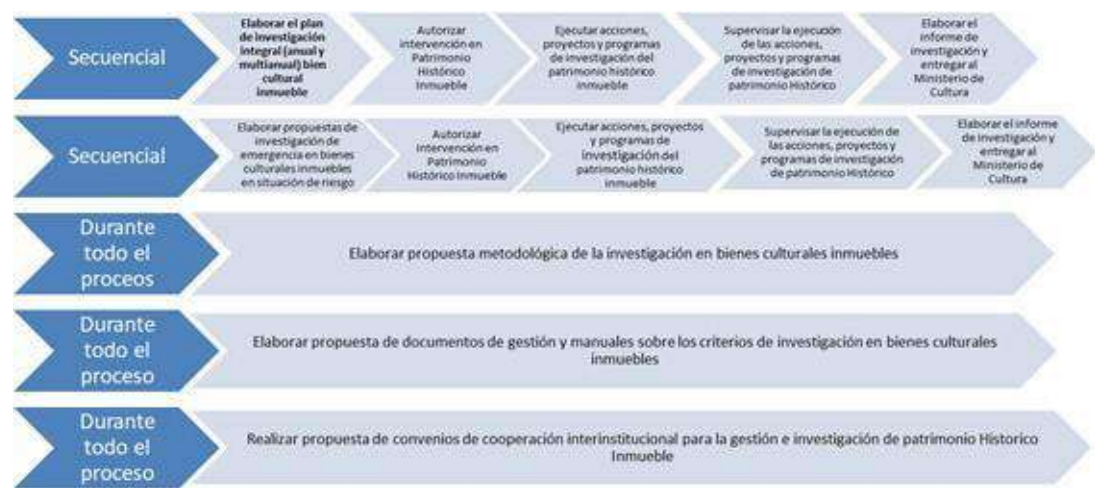 Secuencial
Elaborar el plan
de investigación
integral (anual y
multianual) bien
cultural
inmueble
Autorizar
intervención en
Patrimonio
Histórico
Inmueble
Ejecutar acciones,
proyectos y programas
de investigación del
patrimonio histórico
inmueble
Supervisar la ejecución
de las acciones,
proyectos y programas
de investigación de
patrimonio Histórico
Elaborar el
informe de
investigación y
entregar al
Ministerio de
Cultura
Secuencial
Elaborar propuestas de
investigación de
emergencia en bienes
culturales inmuebles
en situación de riesgo
Autorizar
intervención en
Patrimonio
Histórico Inmueble
Ejecutar acciones, proyectos
y programas de
investigación del
patrimonio histórico
inmueble
Supervisar la ejecución de
las acciones, proyectos y
programas de investigación
de patrimonio Histórico
Elaborar el informe
de investigación y
entregar al
Ministerio de
Cultura
Durante
todo el
proceos
Elaborar propuesta metodológica de la investigación en bienes culturales inmuebles
Durante
todo el
proceso
Elaborar propuesta de documentos de gestión y manuales sobre los criterios de investigación en bienes culturales
inmuebles
Durante
todo el
proceso
Realizar propuesta de convenios de cooperación interinstitucional para la gestión e investigación de patrimonio Historico
Inmueble